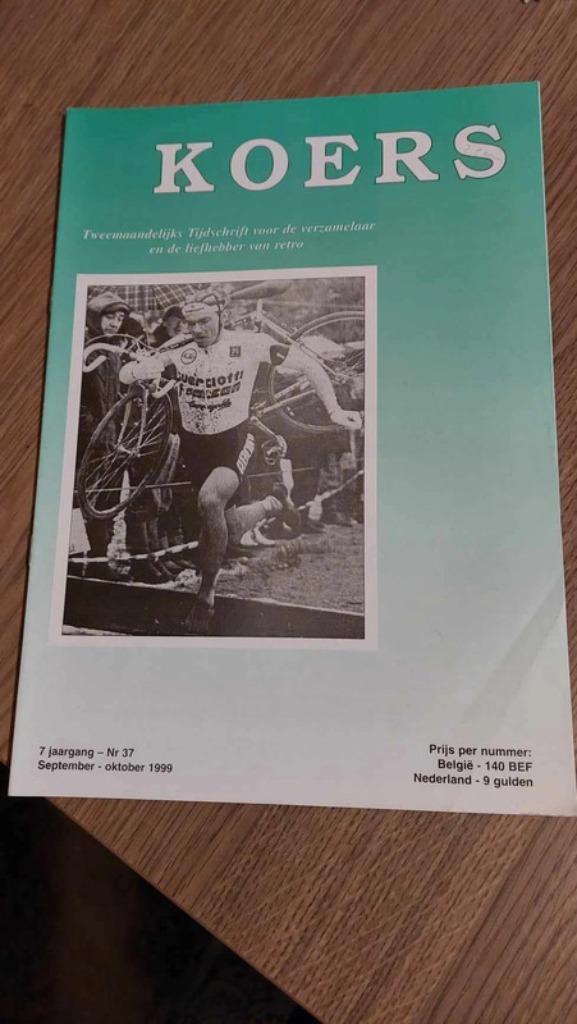 KOERS
Tweemaandelijks Tijdschrift voor de verzamelaar
en de liefhebber van retro
guerciotti
7 jaargang – Nr 37
September - oktober 1999
Prijs per nummer:
België - 140 BEF
Nederland - 9 gulden